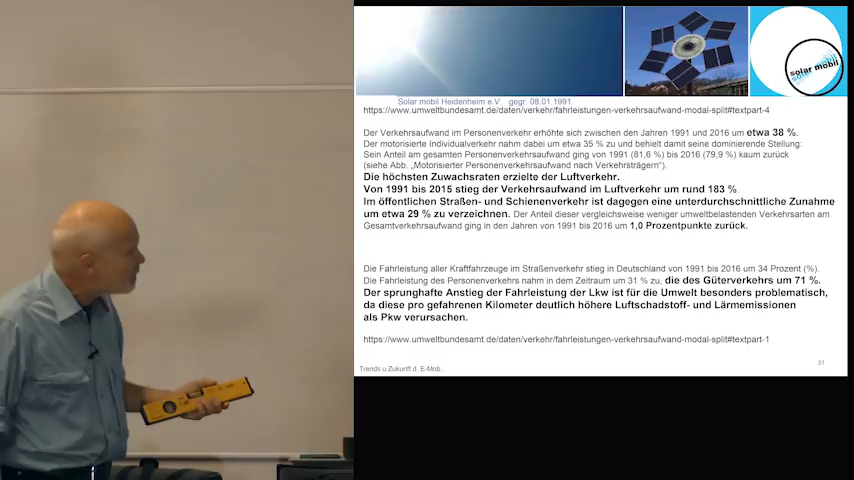 solar mobil
solar mobil
Solar mobil Heidenheim e.V. gegr. 08.01.1991
https://www.umweltbundesamt.de/daten/verkehr/fahrleistungen-verkehrsaufwand-modal-split#textpart-4
Der Verkehrsaufwand im Personenverkehr erhöhte sich zwischen den Jahren 1991 und 2016 um etwa 38 %.
Der motorisierte Individualverkehr nahm dabei um etwa 35 % zu und behielt damit seine dominierende Stellung:
Sein Anteil am gesamten Personenverkehrsaufwand ging von 1991 (81,6 %) bis 2016 (79,9 %) kaum zurück
(siehe Abb. „Motorisierter Personenverkehrsaufwand nach Verkehrsträgern").
Die höchsten Zuwachsraten erzielte der Luftverkehr.
Von 1991 bis 2015 stieg der Verkehrsaufwand im Luftverkehr um rund 183 %.
Im öffentlichen Straßen- und Schienenverkehr ist dagegen eine unterdurchschnittliche Zunahme
um etwa 29 % zu verzeichnen. Der Anteil dieser vergleichsweise weniger umweltbelastenden Verkehrsarten am
Gesamtverkehrsaufwand ging in den Jahren von 1991 bis 2016 um 1,0 Prozentpunkte zurück.
Die Fahrleistung aller Kraftfahrzeuge im Straßenverkehr stieg in Deutschland von 1991 bis 2016 um 34 Prozent (%).
Die Fahrleistung des Personenverkehrs nahm in dem Zeitraum um 31 % zu, die des Güterverkehrs um 71 %.
Der sprunghafte Anstieg der Fahrleistung der Lkw ist für die Umwelt besonders problematisch,
da diese pro gefahrenen Kilometer deutlich höhere Luftschadstoff- und Lärmemissionen
als Pkw verursachen.
https://www.umweltbundesamt.de/daten/verkehr/fahrleistungen-verkehrsaufwand-modal-split#textpart-1
31
Trends u Zukunft d. E-Mob.